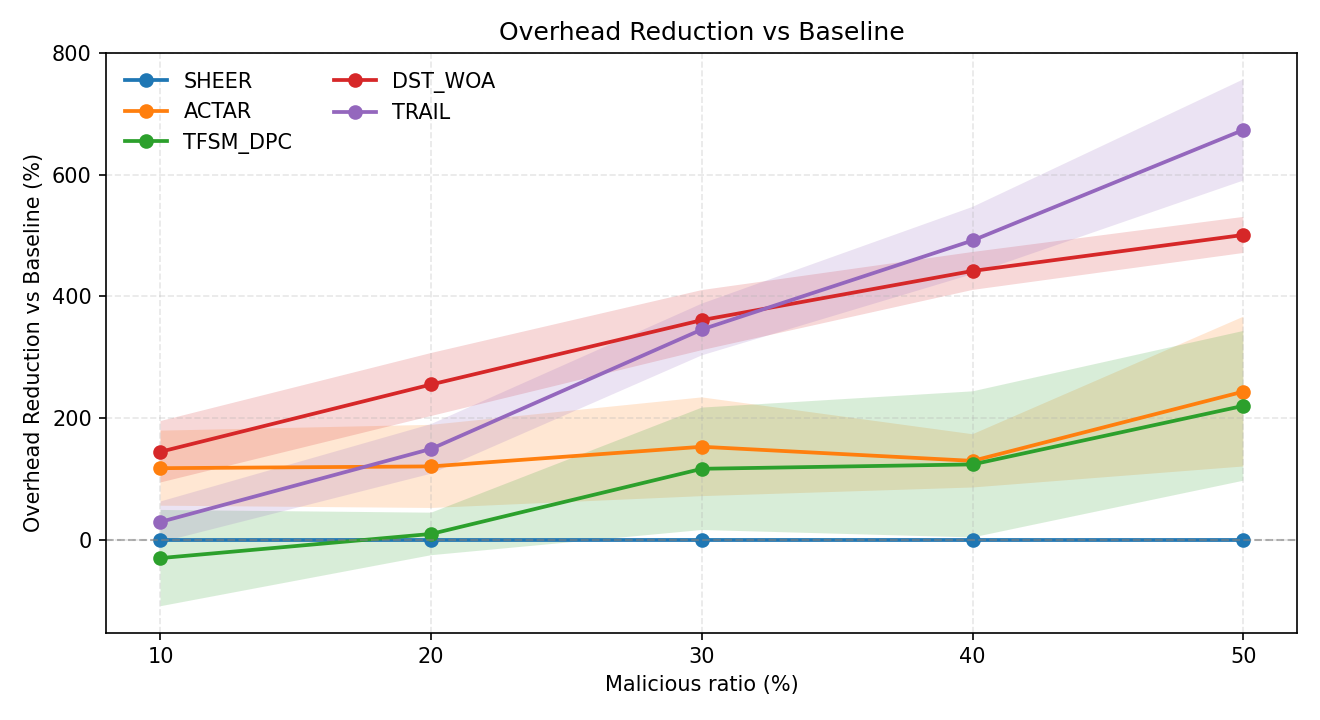 Overhead Reduction vs Baseline
Overhead Reduction vs Baseline (%)
800
600
400
200
0
SHEER
ACTAR
TFSM_DPC
DST_WOA
TRAIL
10
20
30
40
50
Malicious ratio (%)